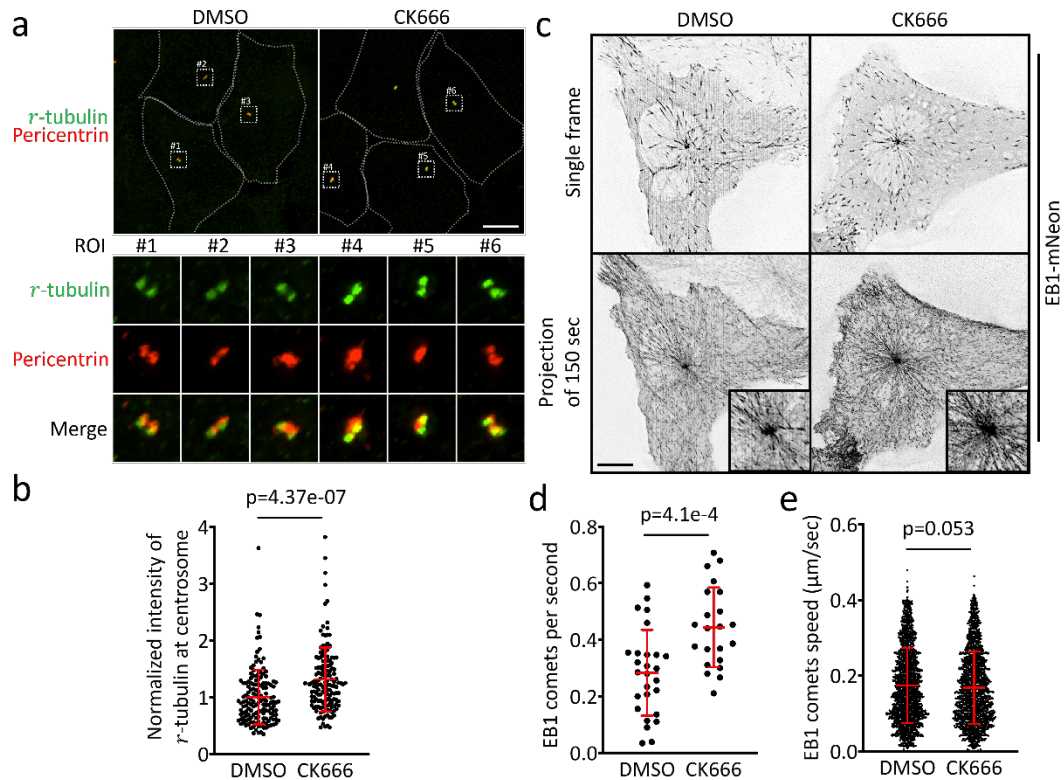 a
DMSO CK666
r-tubulin
Pericentrin
#2
#3
#1
#6
#5
#4
ROI #1 #2 #3 #4 #5 #6
r-tubulin
Pericentrin
Merge
b
p=4.37e-07
Normalized intensity of
r-tubulin at centrosome
4
3
2
1
0
DMSO CK666
c
DMSO CK666
Single frame
Projection
of 150 sec
EB1-mNeon
d
p=4.1e-4
EB1 comets per second
0.8
0.6
0.4
0.2
0.0
DMSO CK666
e
p=0.053
EB1 comets speed (μm/sec)
0.6
0.4
0.2
0.0
DMSO CK666